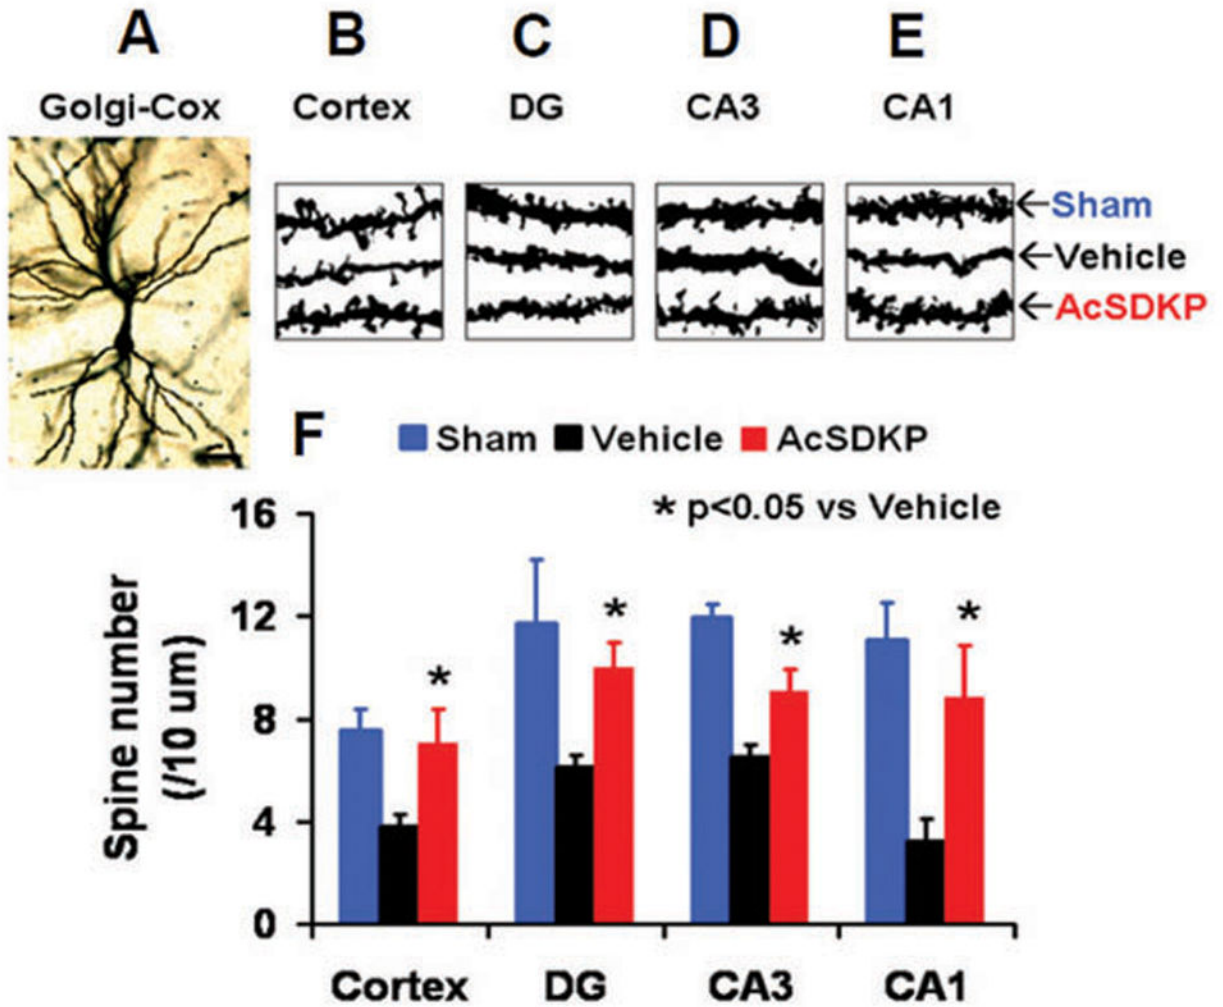 A B C D E
Golgi-Cox Cortex DG CA3 CA1
←Sham
←Vehicle
←AcSDKP
F Sham Vehicle AcSDKP
* p<0.05 vs Vehicle
Spine number
(/10 um)
16
12
8
4
0
*
*
*
*
Cortex DG CA3 CA1